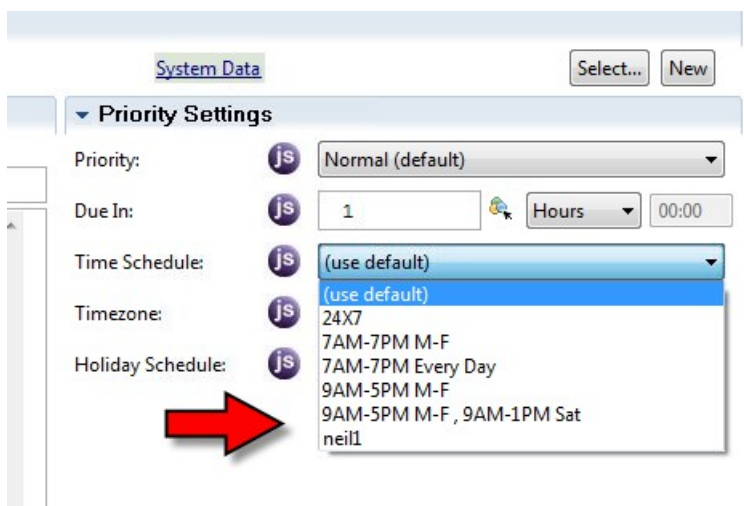 System Data Select... New
Priority Settings
Priority: js Normal (default)
Due In: js 1 Hours 00:00
Time Schedule: js (use default)
(use default)
Timezone: js 24X7
7AM-7PM M-F
Holiday Schedule: js 7AM-7PM Every Day
9AM-5PM M-F
9AM-5PM M-F , 9AM-1PM Sat
neil1